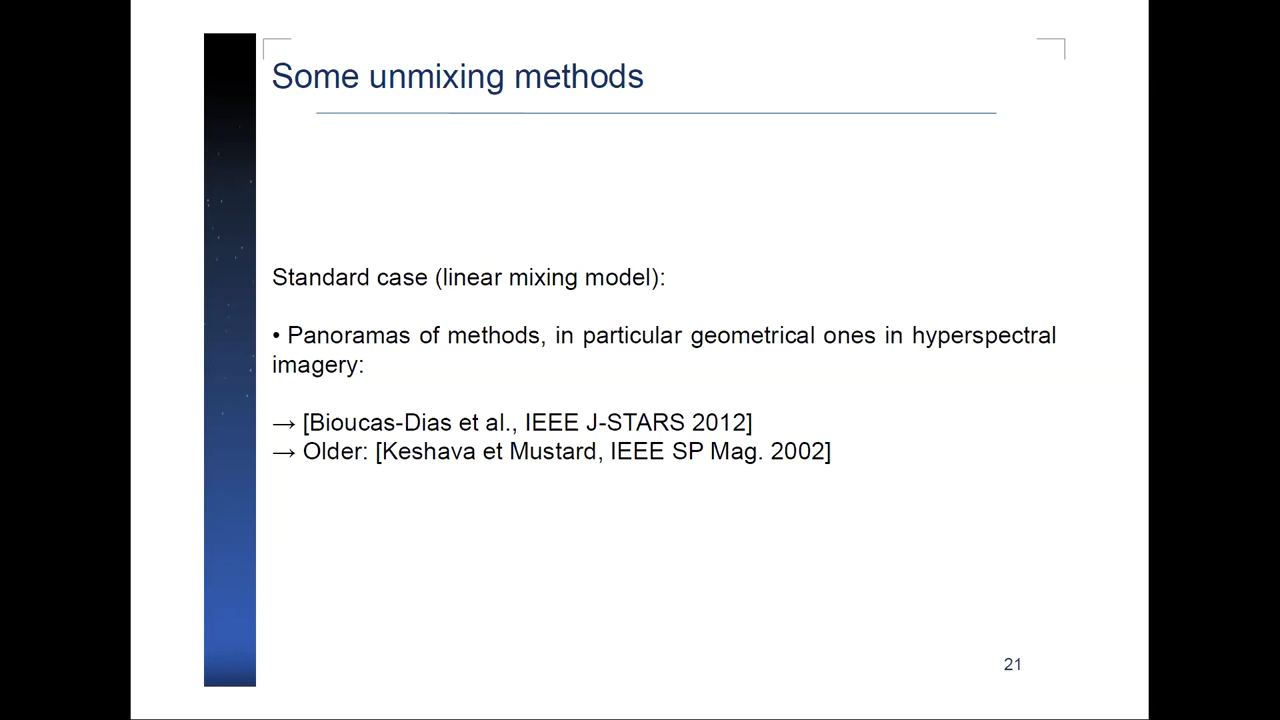 Some unmixing methods
Standard case (linear mixing model):
• Panoramas of methods, in particular geometrical ones in hyperspectral
imagery:
→ [Bioucas-Dias et al., IEEE J-STARS 2012]
→ Older: [Keshava et Mustard, IEEE SP Mag. 2002]
21